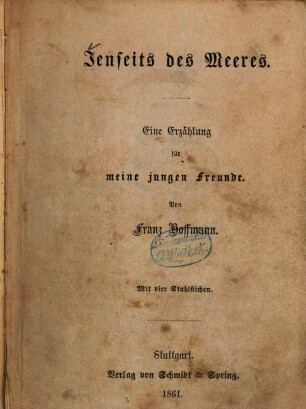 Jenseits des Meeres.
Eine Erzählung
für
meine jungen Freunde.
Von
Franz Hoffmann.
Mit vier Stahlstichen.
Stuttgart.
Verlag von Schmidt & Spring.
1861.